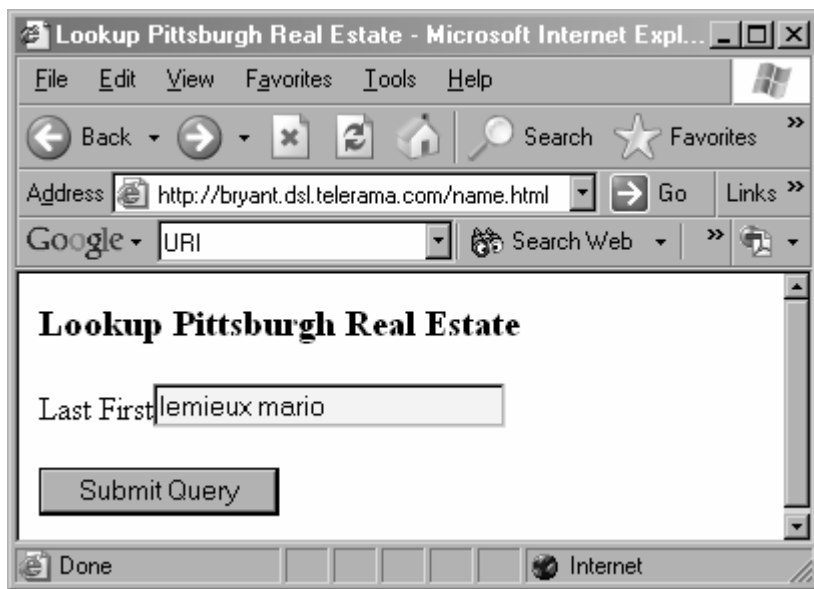 Lookup Pittsburgh Real Estate - Microsoft Internet Expl...
File Edit View Favorites Tools Help
Back Search Favorites »
Address http://bryant.dsl.telerama.com/name.html Go Links »
Google URI Search Web »
Lookup Pittsburgh Real Estate
Last First lemieux mario
Submit Query
Done Internet